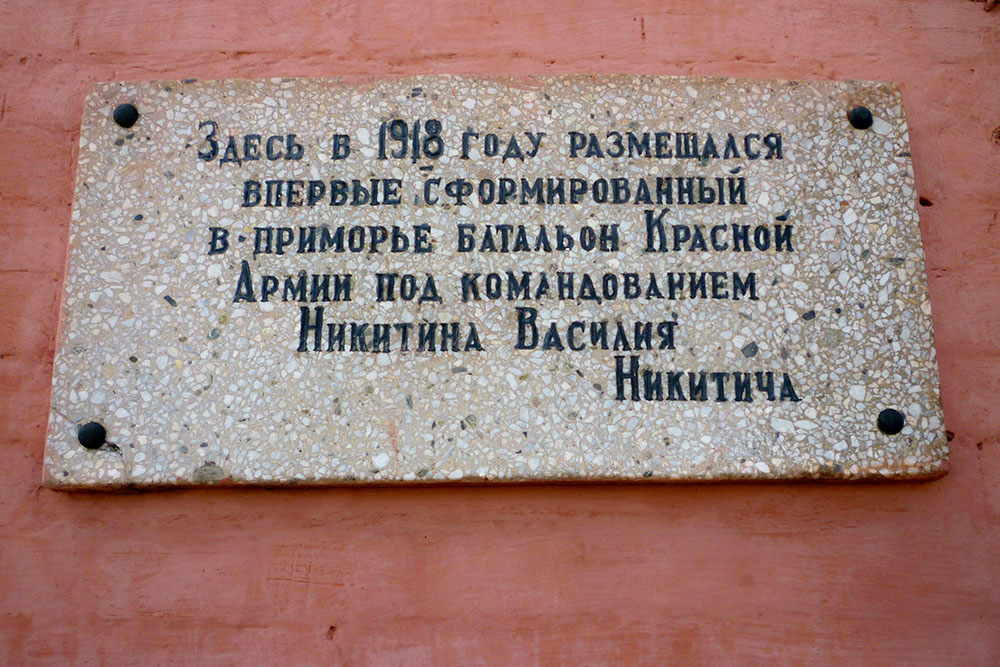 Здесь в 1918 году размещался
впервые сформированный
в Приморье батальон Красной
Армии под командованием
Никитина Василия
Никитича